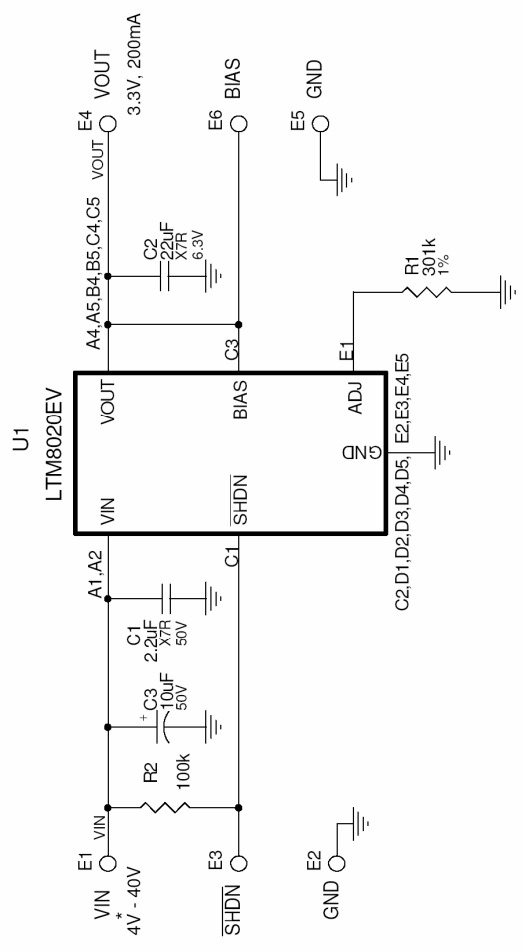 U1
LTM8020EV
E1
VIN
*
4V - 40V
VIN
A1,A2
VIN
VOUT
A4,A5,B4,B5,C4,C5
VOUT
E4
VOUT
3.3V, 200mA
R2
100k
+
C3
10uF
50V
C1
2.2uF
X7R
50V
C2
22uF
X7R
6.3V
E3
SHDN
C1
SHDN
BIAS
C3
E6
BIAS
E2
GND
GND
C2,D1,D2,D3,D4,D5,
E2,E3,E4,E5
ADJ
E1
R1
301k
1%
E5
GND